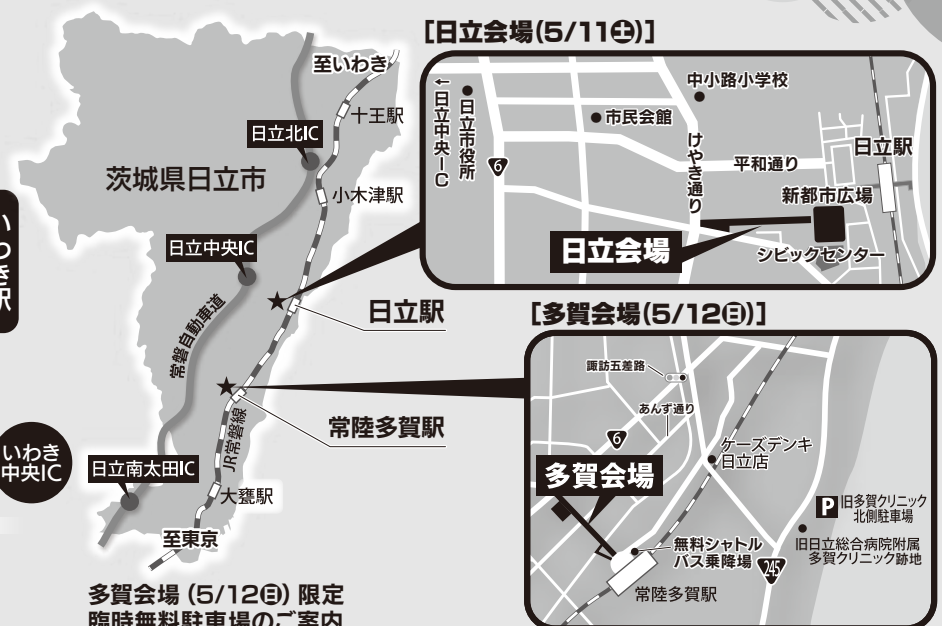 [日立会場(5/11㊏)]
至いわき
十王駅
日立北IC
茨城県日立市
小木津駅
日立中央IC
日立駅
常磐自動車道
常陸多賀駅
JR常磐線
日立南太田IC
大甕駅
至東京
いわき駅
いわき
中央IC
←日立中央IC
日立市役所
6
市民会館
中小路小学校
けやき通り
平和通り
日立駅
新都市広場
日立会場
シビックセンター
[多賀会場(5/12㊐)]
諏訪五差路
あんず通り
6
ケーズデンキ
日立店
多賀会場
P
旧多賀クリニック
北側駐車場
無料シャトル
バス乗降場
旧日立総合病院附属
多賀クリニック跡地
245
常陸多賀駅
多賀会場(5/12㊐)限定
臨時無料駐車場のご案内